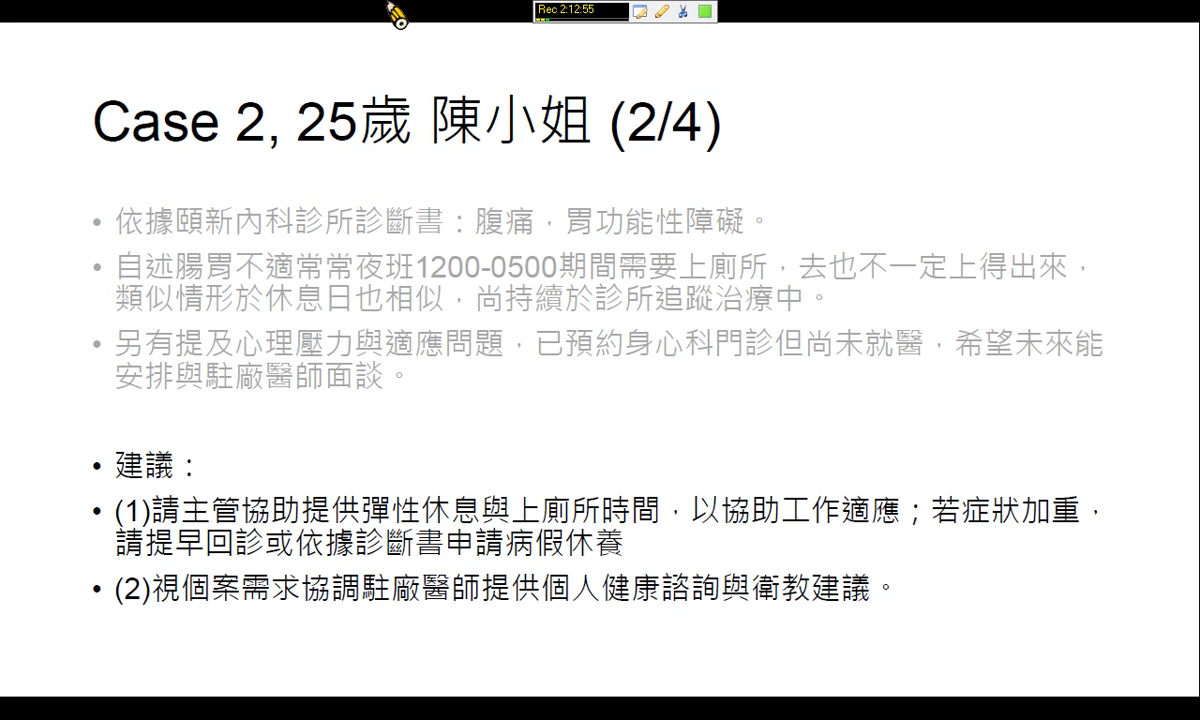 Rec 2:12:55
Case 2, 25歲 陳小姐 (2/4)
• 依據頤新內科診所診斷書：腹痛，胃功能性障礙。
• 自述腸胃不適常常夜班1200-0500期間需要上廁所，去也不一定上得出來，
類似情形於休息日也相似，尚持續於診所追蹤治療中。
• 另有提及心理壓力與適應問題，已預約身心科門診但尚未就醫，希望未來能
安排與駐廠醫師面談。
• 建議：
• (1)請主管協助提供彈性休息與上廁所時間，以協助工作適應；若症狀加重，
請提早回診或依據診斷書申請病假休養
• (2)視個案需求協調駐廠醫師提供個人健康諮詢與衛教建議。